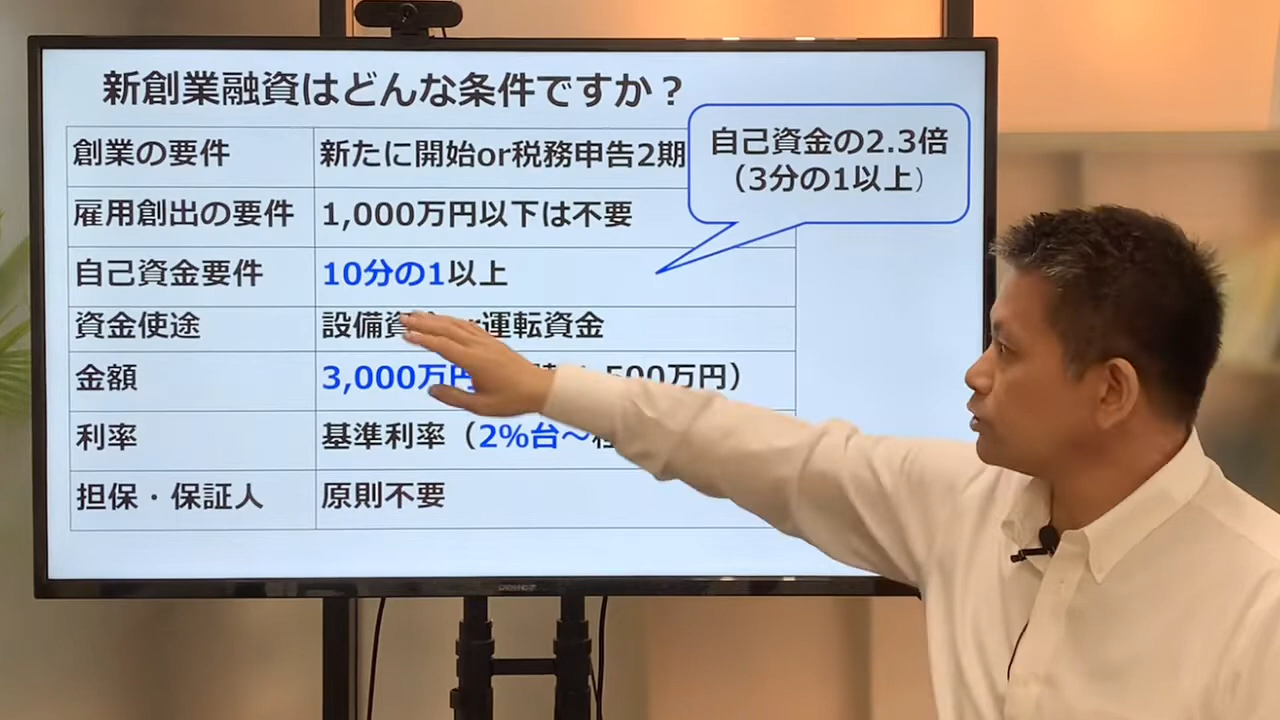 新創業融資はどんな条件ですか？
創業の要件 新たに開始or税務申告2期
自己資金の2.3倍
（3分の1以上）
雇用創出の要件 1,000万円以下は不要
自己資金要件 10分の1以上
資金使途 設備資 運転資金
金額 3,000万円 500万円）
利率 基準利率（2%台～
担保・保証人 原則不要